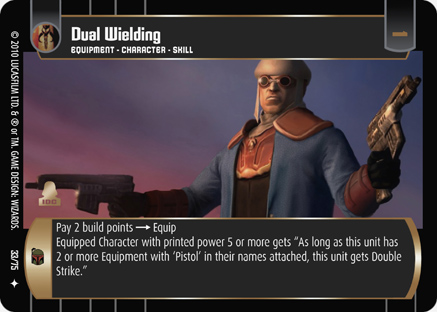 Dual Wielding
EQUIPMENT - CHARACTER - SKILL
© 2010 LUCASFILM LTD. & ® OR TM. GAME DESIGN: WIZARDS.
33/75
Pay 2 build points → Equip
Equipped Character with printed power 5 or more gets "As long as this unit has
2 or more Equipment with 'Pistol' in their names attached, this unit gets Double
Strike."